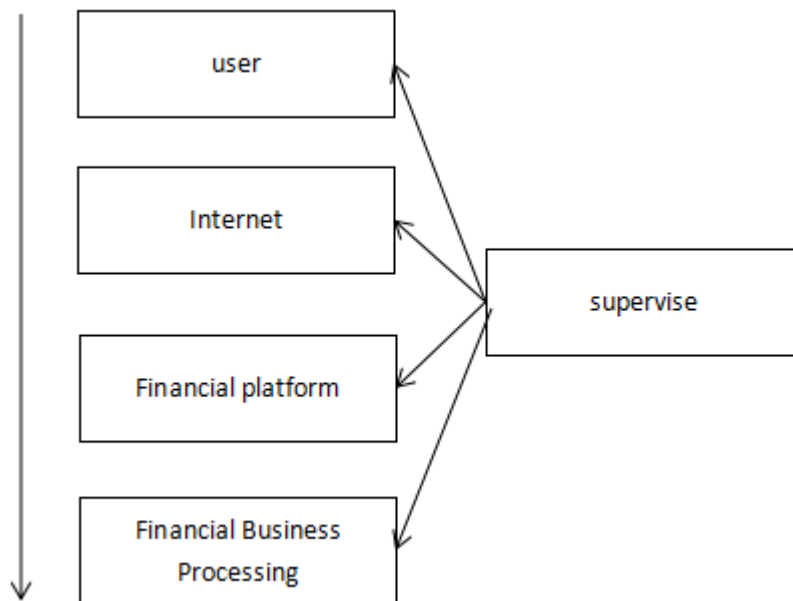 user
Internet
supervise
Financial platform
Financial Business
Processing